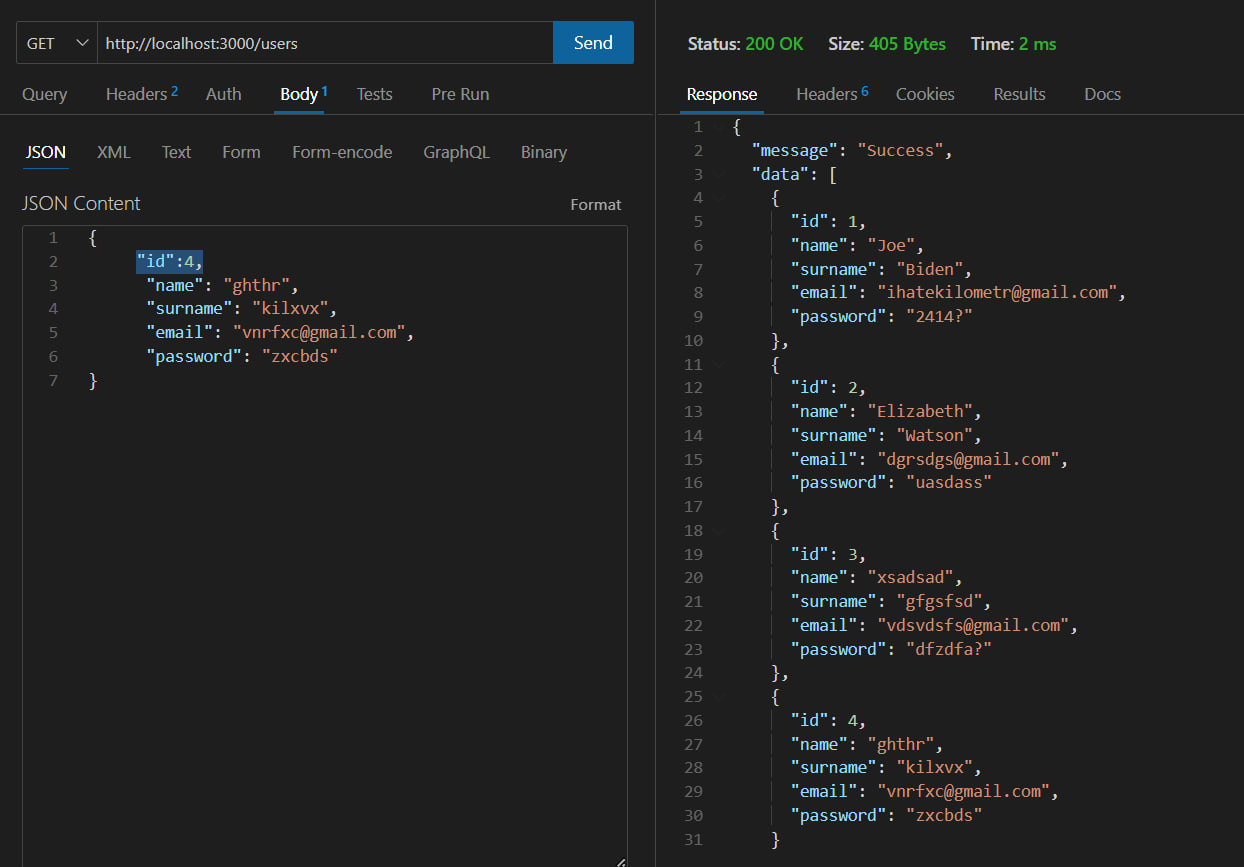 GET http://localhost:3000/users Send
Query Headers 2 Auth Body 1 Tests Pre Run
JSON XML Text Form Form-encode GraphQL Binary
JSON Content Format
1 {
2 "id":4,
3 "name": "ghthr",
4 "surname": "kilxvx",
5 "email": "vnrfxc@gmail.com",
6 "password": "zxcbds"
7 }
Status: 200 OK Size: 405 Bytes Time: 2 ms
Response Headers 6 Cookies Results Docs
1 {
2 "message": "Success",
3 "data": [
4 {
5 "id": 1,
6 "name": "Joe",
7 "surname": "Biden",
8 "email": "ihatekilometr@gmail.com",
9 "password": "2414?"
10 },
11 {
12 "id": 2,
13 "name": "Elizabeth",
14 "surname": "Watson",
15 "email": "dgrsdgs@gmail.com",
16 "password": "uasdass"
17 },
18 {
19 "id": 3,
20 "name": "xsadsad",
21 "surname": "gfgsfsd",
22 "email": "vdsvdsfs@gmail.com",
23 "password": "dfzdfa?"
24 },
25 {
26 "id": 4,
27 "name": "ghthr",
28 "surname": "kilxvx",
29 "email": "vnrfxc@gmail.com",
30 "password": "zxcbds"
31 }